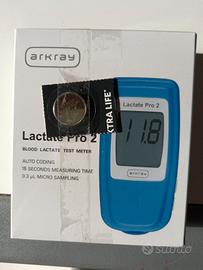 arkray
XTRA LIFE
Lactate Pro 2
11.8
arkray
Lactate Pro 2
BLOOD LACTATE TEST METER
AUTO CODING
15 SECONDS MEASURING TIME
0.3 µL MICRO SAMPLING
subito